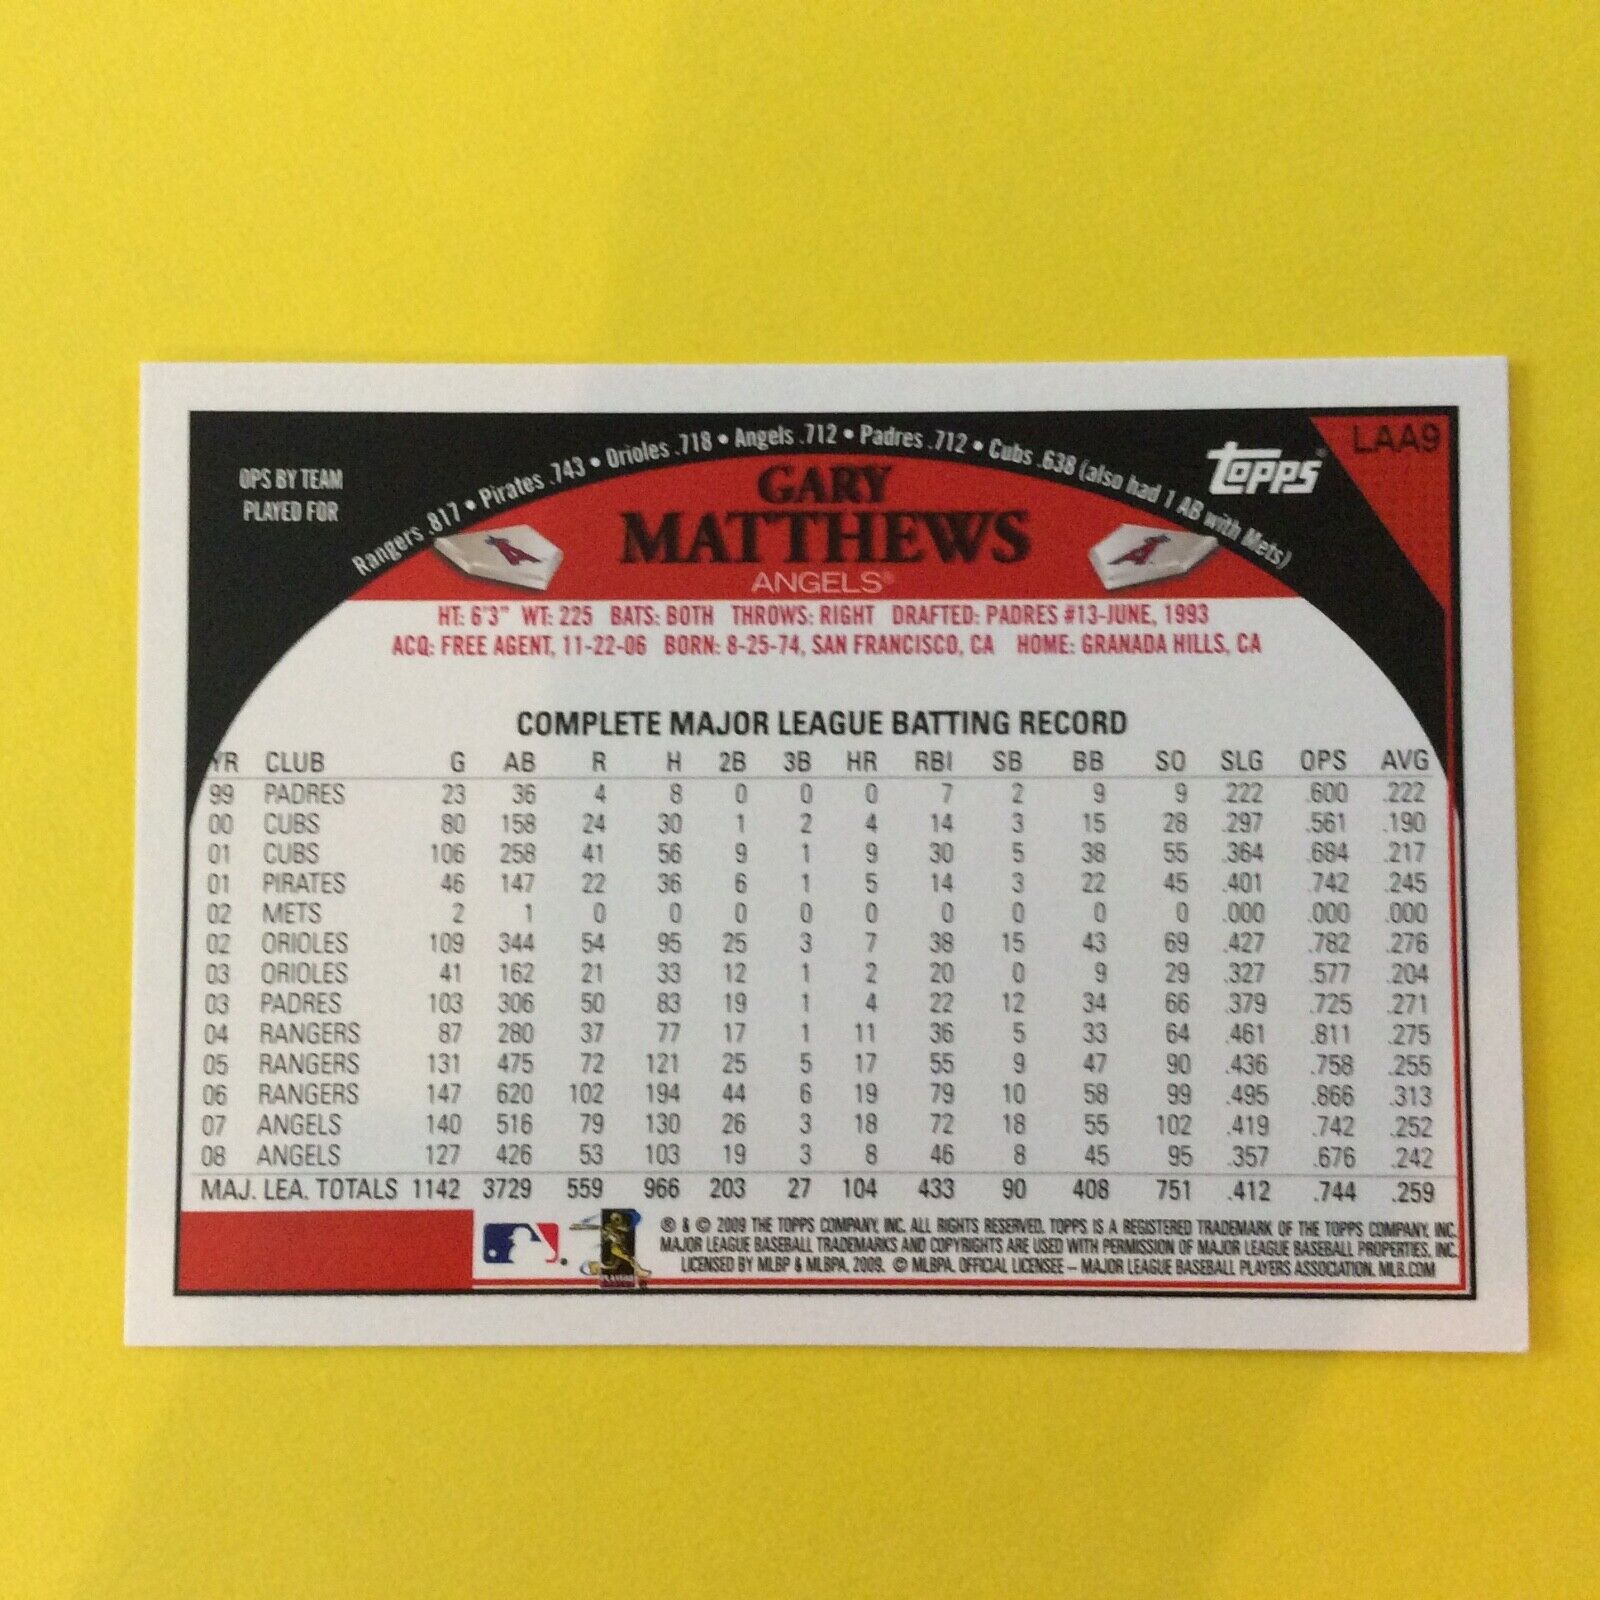 LAA9
topps
OPS BY TEAM
PLAYED FOR
Rangers .817 • Pirates .743 • Orioles .718 • Angels .712 • Padres .712 • Cubs .638 (also had 1 AB with Mets)
GARY
MATTHEWS
ANGELS®
HT: 6'3" WT: 225 BATS: BOTH THROWS: RIGHT DRAFTED: PADRES #13-JUNE, 1993
ACQ: FREE AGENT, 11-22-06 BORN: 8-25-74, SAN FRANCISCO, CA HOME: GRANADA HILLS, CA
COMPLETE MAJOR LEAGUE BATTING RECORD
YR CLUB G AB R H 2B 3B HR RBI SB BB SO SLG OPS AVG
99 PADRES 23 36 4 8 0 0 0 7 2 9 9 .222 .600 .222
00 CUBS 80 158 24 30 1 2 4 14 3 15 28 .297 .561 .190
01 CUBS 106 258 41 56 9 1 9 30 5 38 55 .364 .684 .217
01 PIRATES 46 147 22 36 6 1 5 14 3 22 45 .401 .742 .245
02 METS 2 1 0 0 0 0 0 0 0 0 0 .000 .000 .000
02 ORIOLES 109 344 54 95 25 3 7 38 15 43 69 .427 .782 .276
03 ORIOLES 41 162 21 33 12 1 2 20 0 9 29 .327 .577 .204
03 PADRES 103 306 50 83 19 1 4 22 12 34 66 .379 .725 .271
04 RANGERS 87 280 37 77 17 1 11 36 5 33 64 .461 .811 .275
05 RANGERS 131 475 72 121 25 5 17 55 9 47 90 .436 .758 .255
06 RANGERS 147 620 102 194 44 6 19 79 10 58 99 .495 .866 .313
07 ANGELS 140 516 79 130 26 3 18 72 18 55 102 .419 .742 .252
08 ANGELS 127 426 53 103 19 3 8 46 8 45 95 .357 .676 .242
MAJ. LEA. TOTALS 1142 3729 559 966 203 27 104 433 90 408 751 .412 .744 .259
® & © 2009 THE TOPPS COMPANY, INC. ALL RIGHTS RESERVED. TOPPS IS A REGISTERED TRADEMARK OF THE TOPPS COMPANY, INC.
MAJOR LEAGUE BASEBALL TRADEMARKS AND COPYRIGHTS ARE USED WITH PERMISSION OF MAJOR LEAGUE BASEBALL PROPERTIES, INC.
LICENSED BY MLBP & MLBPA, 2009. © MLBPA. OFFICIAL LICENSEE – MAJOR LEAGUE BASEBALL PLAYERS ASSOCIATION. MLB.COM